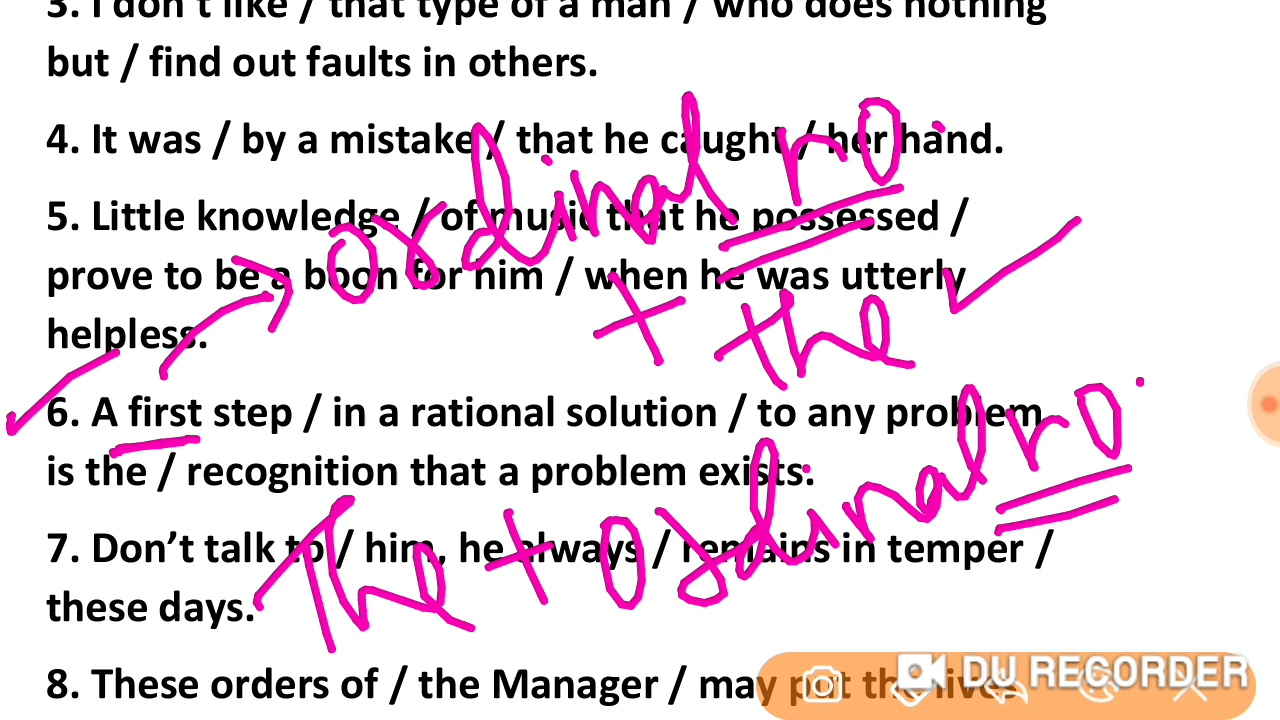 3. I don't like / that type of a man / who does nothing
but / find out faults in others.
4. It was / by a mistake / that he caught / her hand.
ordinal no.
5. Little knowledge / of music that he possessed /
prove to be a boon for him / when he was utterly
helpless.
+ the
6. A first step / in a rational solution / to any problem
is the / recognition that a problem exists.
The + ordinal no.
7. Don't talk to / him, he always / remains in temper /
these days.
8. These orders of / the Manager / may put the lives
DU RECORDER